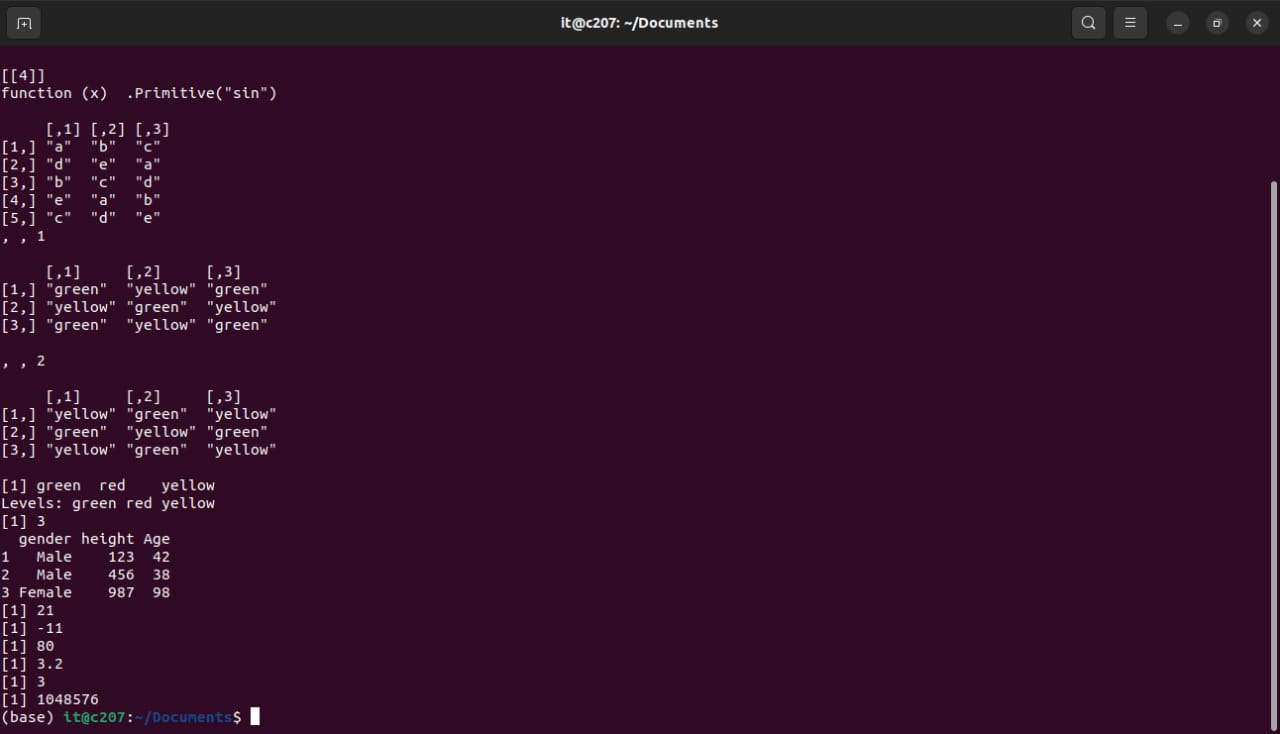 it@c207: ~/Documents
[[4]]
function (x)  .Primitive("sin")
     [,1] [,2] [,3]
[1,] "a"  "b"  "c"
[2,] "d"  "e"  "a"
[3,] "b"  "c"  "d"
[4,] "e"  "a"  "b"
[5,] "c"  "d"  "e"
, , 1
     [,1]     [,2]     [,3]
[1,] "green"  "yellow" "green"
[2,] "yellow" "green"  "yellow"
[3,] "green"  "yellow" "green"
, , 2
     [,1]     [,2]     [,3]
[1,] "yellow" "green"  "yellow"
[2,] "green"  "yellow" "green"
[3,] "yellow" "green"  "yellow"
[1] green  red    yellow
Levels: green red yellow
[1] 3
  gender height Age
1   Male    123  42
2   Male    456  38
3 Female    987  98
[1] 21
[1] -11
[1] 80
[1] 3.2
[1] 3
[1] 1048576
(base) it@c207:~/Documents$